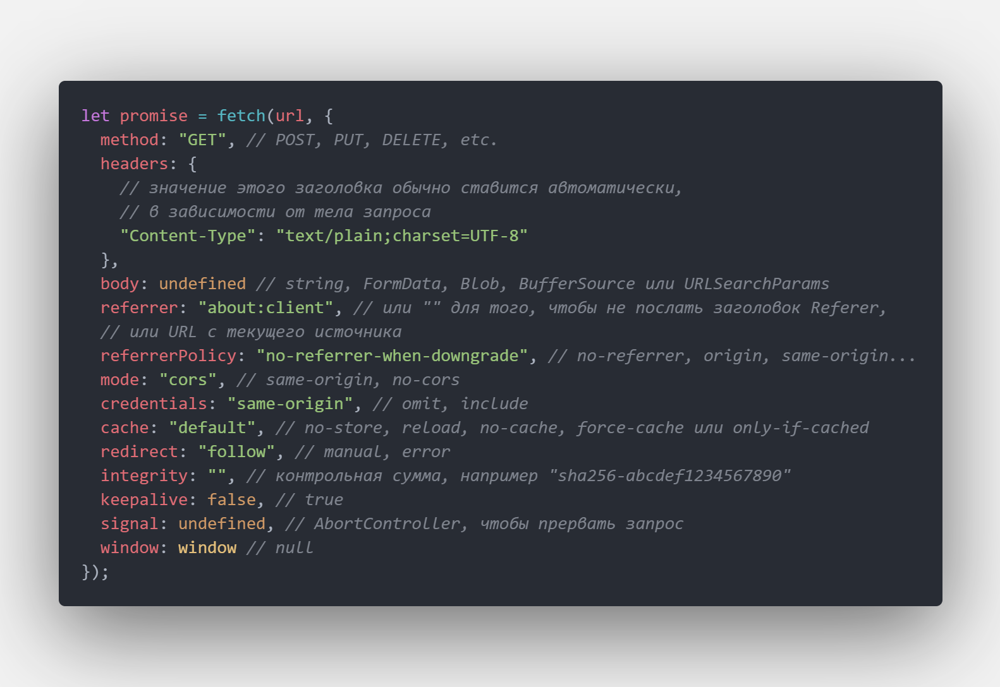 let promise = fetch(url, {
  method: "GET", // POST, PUT, DELETE, etc.
  headers: {
    // значение этого заголовка обычно ставится автоматически,
    // в зависимости от тела запроса
    "Content-Type": "text/plain;charset=UTF-8"
  },
  body: undefined // string, FormData, Blob, BufferSource или URLSearchParams
  referrer: "about:client", // или "" для того, чтобы не послать заголовок Referer,
  // или URL с текущего источника
  referrerPolicy: "no-referrer-when-downgrade", // no-referrer, origin, same-origin...
  mode: "cors", // same-origin, no-cors
  credentials: "same-origin", // omit, include
  cache: "default", // no-store, reload, no-cache, force-cache или only-if-cached
  redirect: "follow", // manual, error
  integrity: "", // контрольная сумма, например "sha256-abcdef1234567890"
  keepalive: false, // true
  signal: undefined, // AbortController, чтобы прервать запрос
  window: window // null
});